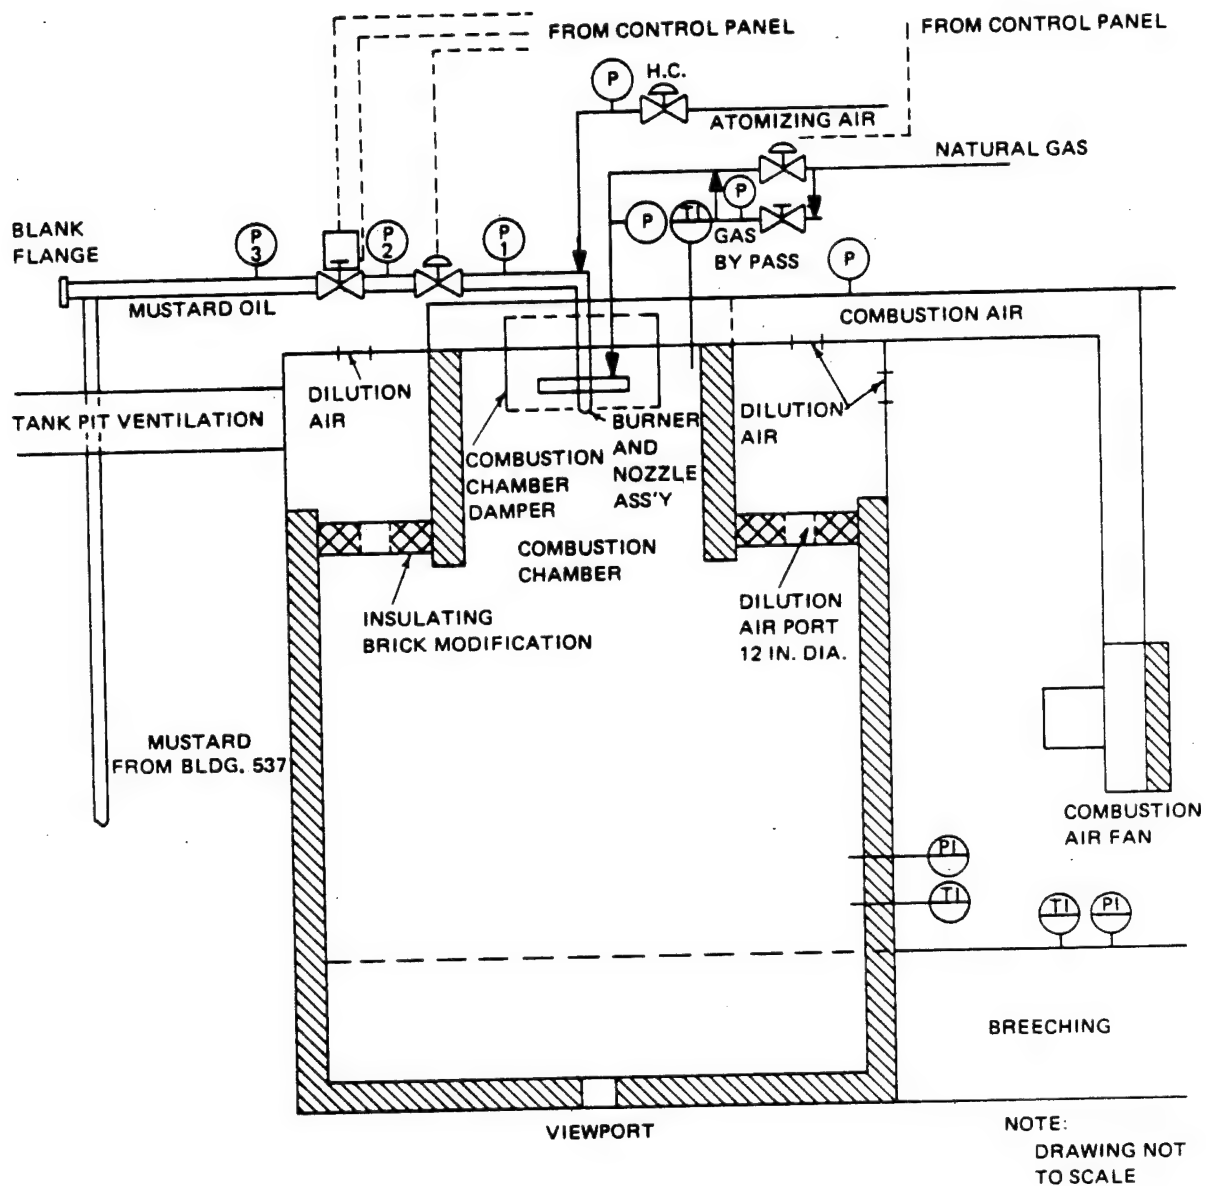 FROM CONTROL PANEL
FROM CONTROL PANEL
H.C.
P
ATOMIZING AIR
NATURAL GAS
P
TI
P
GAS
BY PASS
BLANK
FLANGE
P
3
P
2
P
1
P
MUSTARD OIL
COMBUSTION AIR
DILUTION
AIR
TANK PIT VENTILATION
COMBUSTION
CHAMBER
DAMPER
BURNER
AND
NOZZLE
ASS'Y
DILUTION
AIR
COMBUSTION
CHAMBER
INSULATING
BRICK MODIFICATION
DILUTION
AIR PORT
12 IN. DIA.
MUSTARD
FROM BLDG. 537
COMBUSTION
AIR FAN
PI
TI
TI
PI
BREECHING
VIEWPORT
NOTE:
DRAWING NOT
TO SCALE